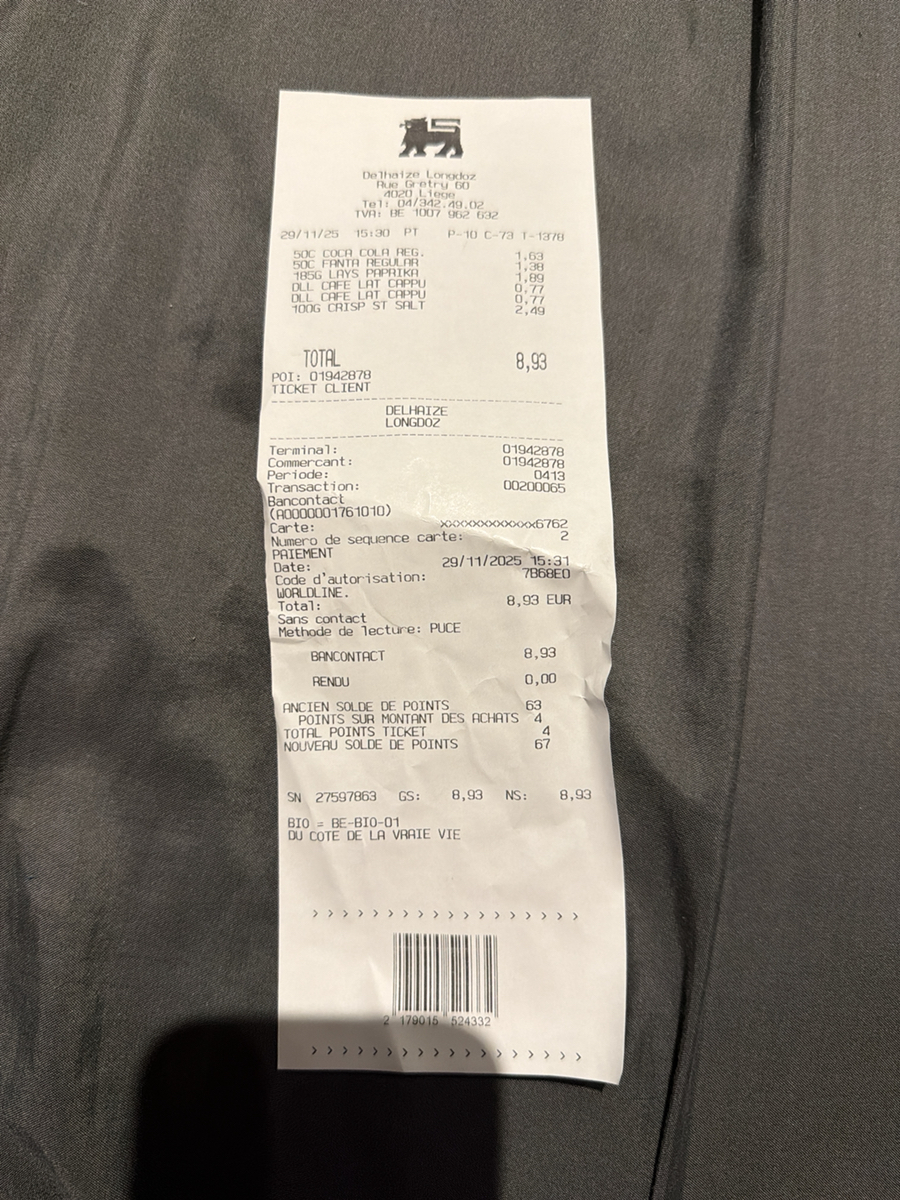 Delhaize Longdoz
Rue Gretry 60
4020 Liege
Tel: 04/342.49.02
TVA: BE 1007 962 632
29/11/25 15:30 PT P-10 C-73 T-1378
50C COCA COLA REG. 1,63
50C FANTA REGULAR 1,38
185G LAYS PAPRIKA 1,89
DLL CAFE LAT CAPPU 0,77
DLL CAFE LAT CAPPU 0,77
100G CRISP ST SALT 2,49
TOTAL 8,93
POI: 01942878
TICKET CLIENT
DELHAIZE
LONGDOZ
Terminal: 01942878
Commercant: 01942878
Periode: 0413
Transaction: 00200065
Bancontact
(A0000001761010)
Carte: xxxxxxxxxxxxx6762
Numero de sequence carte: 2
PAIEMENT
Date: 29/11/2025 15:31
Code d'autorisation: 7B68E0
WORLDLINE.
Total: 8,93 EUR
Sans contact
Methode de lecture: PUCE
BANCONTACT 8,93
RENDU 0,00
ANCIEN SOLDE DE POINTS 63
POINTS SUR MONTANT DES ACHATS 4
TOTAL POINTS TICKET 4
NOUVEAU SOLDE DE POINTS 67
SN 27597863 GS: 8,93 NS: 8,93
BIO = BE-BIO-01
DU COTE DE LA VRAIE VIE
> > > > > > > > > > > > > > > > > >
2 179015 524332
> > > > > > > > > > > > > > > > > >